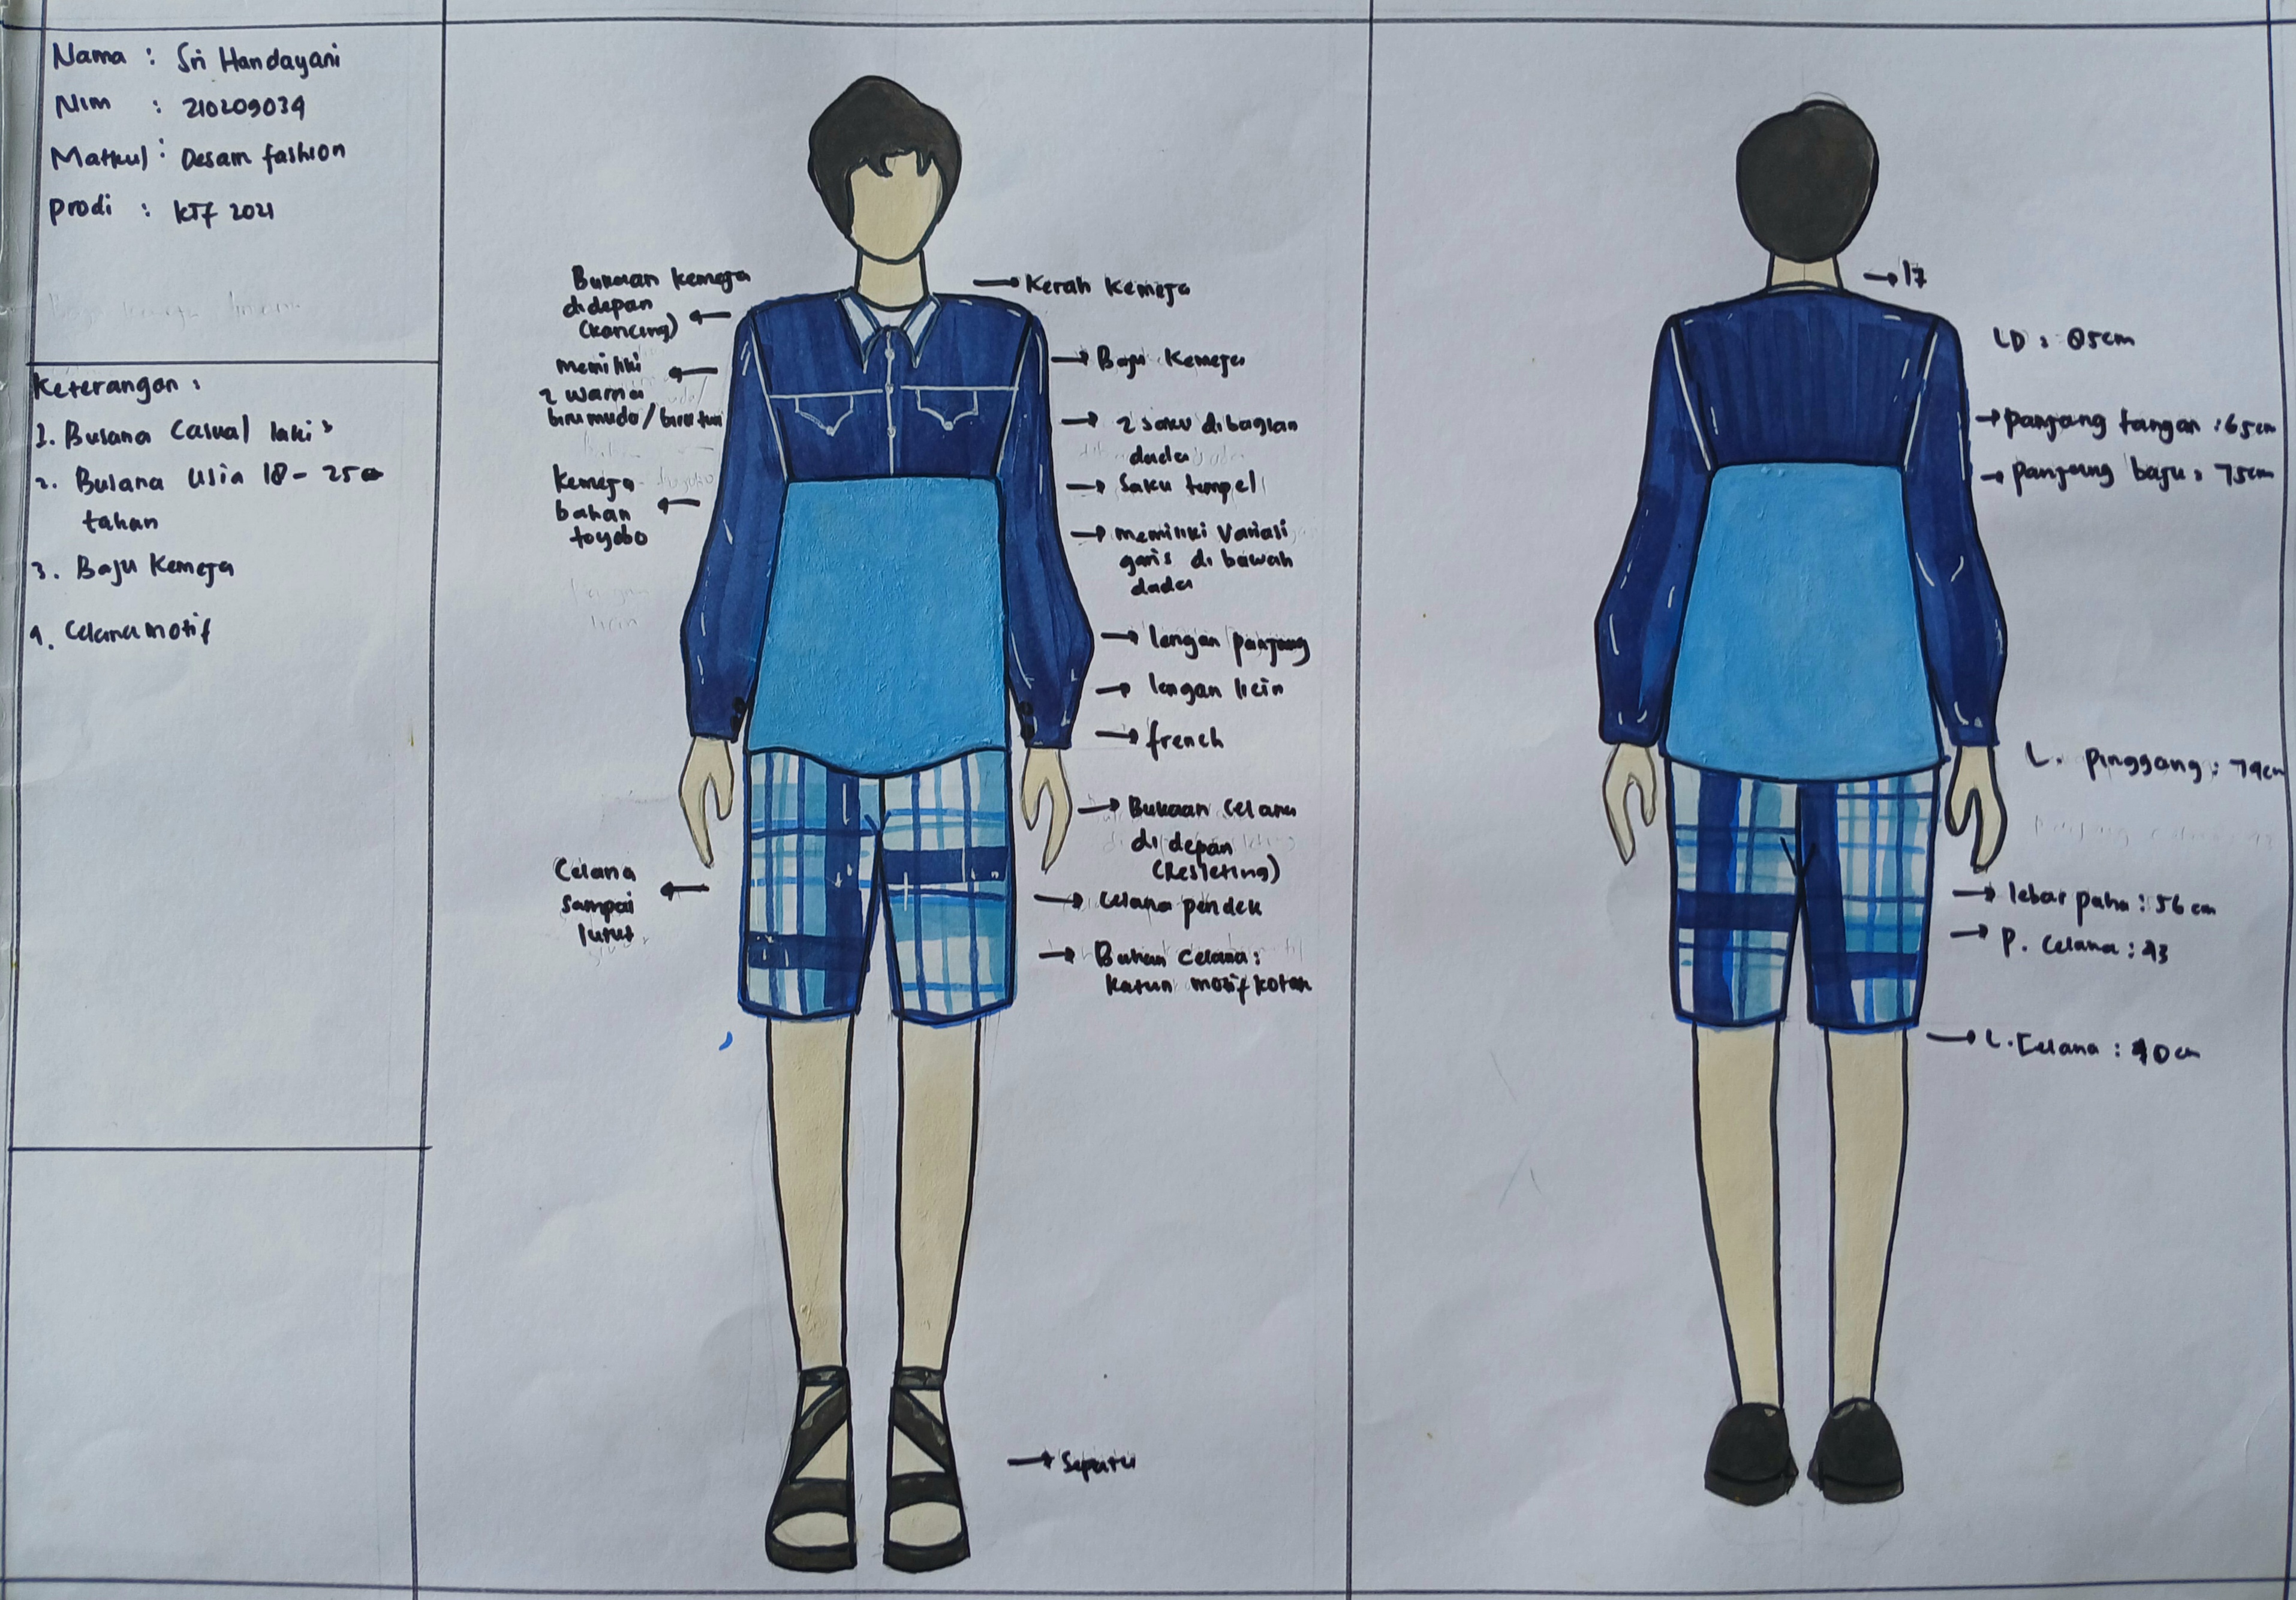 Nama : Sri Handayani
Nim : 210209034
Matkul : Desain fashion
Prodi : KTF 2021
Keterangan :
1. Busana Casual laki²
2. Busana Usia 18 - 25
tahun
3. Baju Kemeja
4. Celana motif
Bukaan Kemeja
didepan
(kancing)
Memiliki
2 warna
biru muda / biru tua
Kemeja
bahan
toyobo
Celana
Sampai
lutut
Kerah Kemeja
Baju Kemeja
2 saku dibagian
dada
Saku tempel
memiliki Variasi
garis di bawah
dada
lengan panjang
lengan licin
french
Bukaan Celana
di depan
(Resleting)
Celana pendek
Bahan Celana :
Katun motif kotak
Sepatu
17
LD : 85cm
Panjang tangan : 65cm
Panjang baju : 75cm
L. Pinggang : 79cm
lebar paha : 56 cm
P. Celana : 43
L. Celana : 40 cm